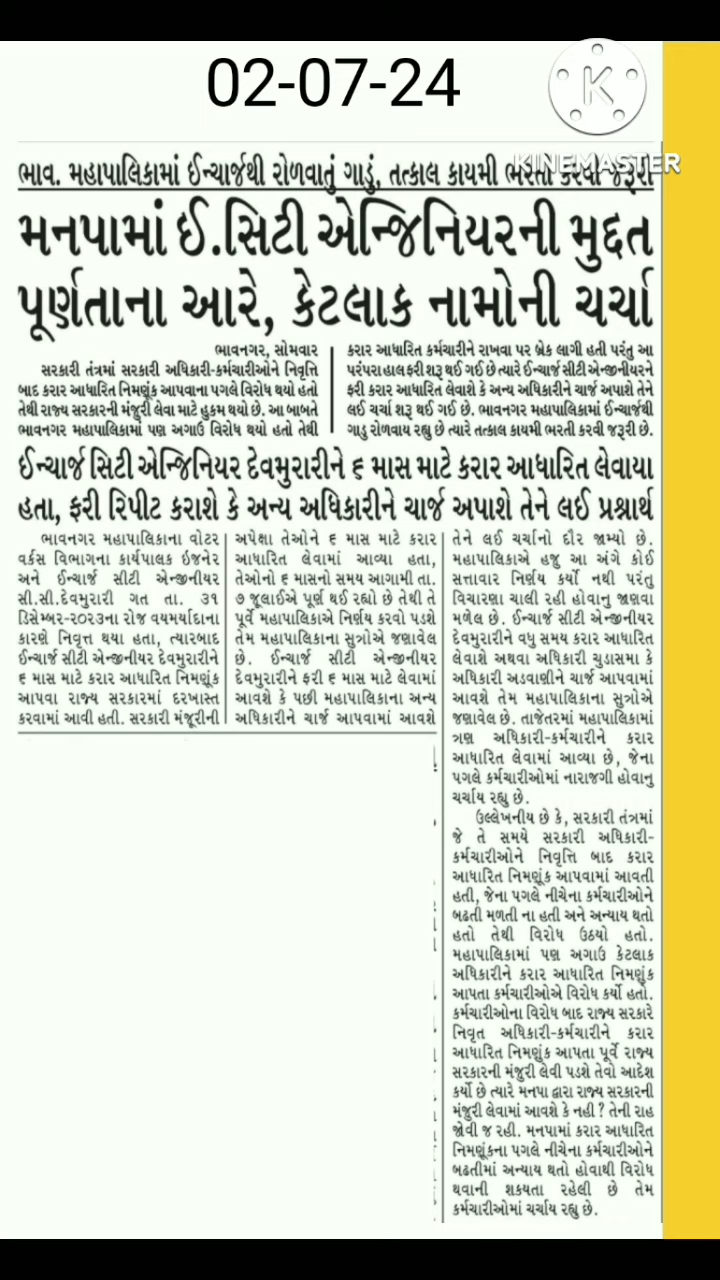 02-07-24
KINEMASTER
ભાવ. મહાપાલિકામાં ઈન્ચાર્જથી રોળવાતું ગાડું, તત્કાલ કાયમી ભરતી કરવી જરૂરી
મનપામાં ઈ.સિટી એન્જિનિયરની મુદ્દત
પૂર્ણતાના આરે, કેટલાક નામોની ચર્ચા
ભાવનગર, સોમવાર
સરકારી તંત્રમાં સરકારી અધિકારી-કર્મચારીઓને નિવૃત્તિ
બાદ કરાર આધારિત નિમણૂંક આપવાના પગલે વિરોધ થયો હતો
તેથી રાજ્ય સરકારની મંજુરી લેવા માટે હુકમ થયો છે. આ બાબતે
ભાવનગર મહાપાલિકામાં પણ અગાઉ વિરોધ થયો હતો તેથી
કરાર આધારિત કર્મચારીને રાખવા પર બ્રેક લાગી હતી પરંતુ આ
પરંપરા હાલ ફરી શરૂ થઈ ગઈ છે ત્યારે ઈન્ચાર્જ સીટી એન્જીનીયરને
ફરી કરાર આધારિત લેવાશે કે અન્ય અધિકારીને ચાર્જ અપાશે તેને
લઈ ચર્ચા શરૂ થઈ ગઈ છે. ભાવનગર મહાપાલિકામાં ઈન્ચાર્જથી
ગાડુ રોળવાય રહ્યુ છે ત્યારે તત્કાલ કાયમી ભરતી કરવી જરૂરી છે.
ઈન્ચાર્જ સિટી એન્જિનિયર દેવમુરારીને ૬ માસ માટે કરાર આધારિત લેવાયા
હતા, ફરી રિપીટ કરાશે કે અન્ય અધિકારીને ચાર્જ અપાશે તેને લઈ પ્રશ્નાર્થ
ભાવનગર મહાપાલિકાના વોટર
વર્કસ વિભાગના કાર્યપાલક ઇજનેર
અને ઈન્ચાર્જ સીટી એન્જીનીયર
સી.સી.દેવમુરારી ગત તા. ૩૧
ડિસેમ્બર-૨૦૨૩ના રોજ વયમર્યાદાના
કારણે નિવૃત્ત થયા હતા, ત્યારબાદ
ઈન્ચાર્જ સીટી એન્જીનીયર દેવમુરારીને
૬ માસ માટે કરાર આધારિત નિમણૂંક
આપવા રાજ્ય સરકારમાં દરખાસ્ત
કરવામાં આવી હતી. સરકારી મંજૂરીની
અપેક્ષા તેઓને ૬ માસ માટે કરાર
આધારિત લેવામાં આવ્યા હતા,
તેઓનો ૬ માસનો સમય આગામી તા.
૭ જૂલાઈએ પૂર્ણ થઈ રહ્યો છે તેથી તે
પૂર્વે મહાપાલિકાએ નિર્ણય કરવો પડશે
તેમ મહાપાલિકાના સુત્રોએ જણાવેલ
છે. ઈન્ચાર્જ સીટી એન્જીનીયર
દેવમુરારીને ફરી ૬ માસ માટે લેવામાં
આવશે કે પછી મહાપાલિકાના અન્ય
અધિકારીને ચાર્જ આપવામાં આવશે
તેને લઈ ચર્ચાનો દૌર જામ્યો છે.
મહાપાલિકાએ હજુ આ અંગે કોઈ
સત્તાવાર નિર્ણય કર્યો નથી પરંતુ
વિચારણા ચાલી રહી હોવાનુ જાણવા
મળેલ છે. ઈન્ચાર્જ સીટી એન્જીનીયર
દેવમુરારીને વધુ સમય કરાર આધારિત
લેવાશે અથવા અધિકારી ચુડાસમા કે
અધિકારી અડવાણીને ચાર્જ આપવામાં
આવશે તેમ મહાપાલિકાના સુત્રોએ
જણાવેલ છે. તાજેતરમાં મહાપાલિકામાં
ત્રણ અધિકારી-કર્મચારીને કરાર
આધારિત લેવામાં આવ્યા છે, જેના
પગલે કર્મચારીઓમાં નારાજગી હોવાનુ
ચર્ચાય રહ્યુ છે.
ઉલ્લેખનીય છે કે, સરકારી તંત્રમાં
જે તે સમયે સરકારી અધિકારી-
કર્મચારીઓને નિવૃત્તિ બાદ કરાર
આધારિત નિમણૂંક આપવામાં આવતી
હતી, જેના પગલે નીચેના કર્મચારીઓને
બઢતી મળતી ના હતી અને અન્યાય થતો
હતો તેથી વિરોધ ઉઠયો હતો.
મહાપાલિકામાં પણ અગાઉ કેટલાક
અધિકારીને કરાર આધારિત નિમણૂંક
આપતા કર્મચારીઓએ વિરોધ કર્યો હતો.
કર્મચારીઓના વિરોધ બાદ રાજ્ય સરકારે
નિવૃત અધિકારી-કર્મચારીને કરાર
આધારિત નિમણૂંક આપતા પૂર્વે રાજ્ય
સરકારની મંજુરી લેવી પડશે તેવો આદેશ
કર્યો છે ત્યારે મનપા દ્વારા રાજ્ય સરકારની
મંજુરી લેવામાં આવશે કે નહી ? તેની રાહ
જોવી જ રહી. મનપામાં કરાર આધારિત
નિમણૂંકના પગલે નીચેના કર્મચારીઓને
બઢતીમાં અન્યાય થતો હોવાથી વિરોધ
થવાની શકયતા રહેલી છે તેમ
કર્મચારીઓમાં ચર્ચાય રહ્યુ છે.